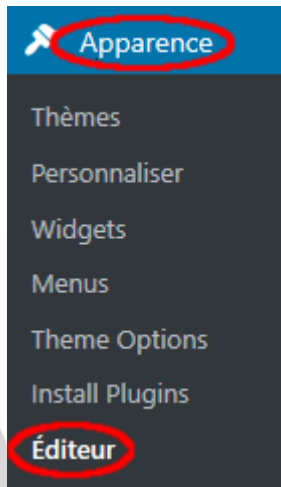 Apparence
Thèmes
Personnaliser
Widgets
Menus
Theme Options
Install Plugins
Éditeur